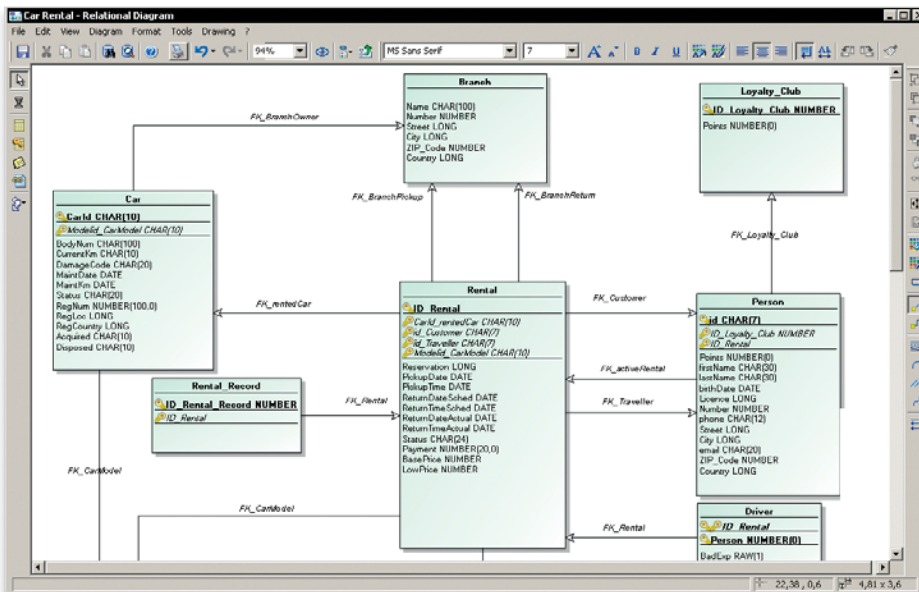 Car Rental - Relational Diagram
File Edit View Diagram Format Tools Drawing ?
94% MS Sans Serif 7 B I U
Branch
Name CHAR(100)
Number NUMBER
Street LONG
City LONG
ZIP_Code NUMBER
Country LONG
Loyalty_Club
ID_Loyalty_Club NUMBER
Points NUMBER(0)
FK_BranchOwner
FK_BranchPickup
FK_BranchReturn
FK_Loyalty_Club
Car
CarId CHAR(10)
Modelid_CarModel CHAR(10)
BodyNum CHAR(100)
CurrentKm CHAR(10)
DamageCode CHAR(20)
MaintDate DATE
MaintKm DATE
Status CHAR(20)
RegNum NUMBER(100,0)
RegLoc LONG
RegCountry LONG
Acquired CHAR(10)
Disposed CHAR(10)
FK_rentedCar
FK_Customer
Rental
ID_Rental
CarId_rentedCar CHAR(10)
id_Customer CHAR(7)
id_Traveller CHAR(7)
Modelid_CarModel CHAR(10)
Reservation LONG
PickupDate DATE
PickupTime DATE
ReturnDateSched DATE
ReturnTimeSched DATE
ReturnDateActual DATE
ReturnTimeActual DATE
Status CHAR(24)
Payment NUMBER(20,0)
BasePrice NUMBER
LowPrice NUMBER
Person
id CHAR(7)
ID_Loyalty_Club NUMBER
ID_Rental
Points NUMBER(0)
firstName CHAR(30)
lastName CHAR(30)
birthDate DATE
Licence LONG
Number NUMBER
phone CHAR(12)
Street LONG
City LONG
email CHAR(20)
ZIP_Code NUMBER
Country LONG
FK_activeRental
FK_Traveller
Rental_Record
ID_Rental_Record NUMBER
ID_Rental
FK_Rental
FK_CarModel
FK_CarModel
FK_Rental
Driver
ID_Rental
Person NUMBER(0)
BadExp RAW(1)
22,38 , 0,6 4,81 x 3,6